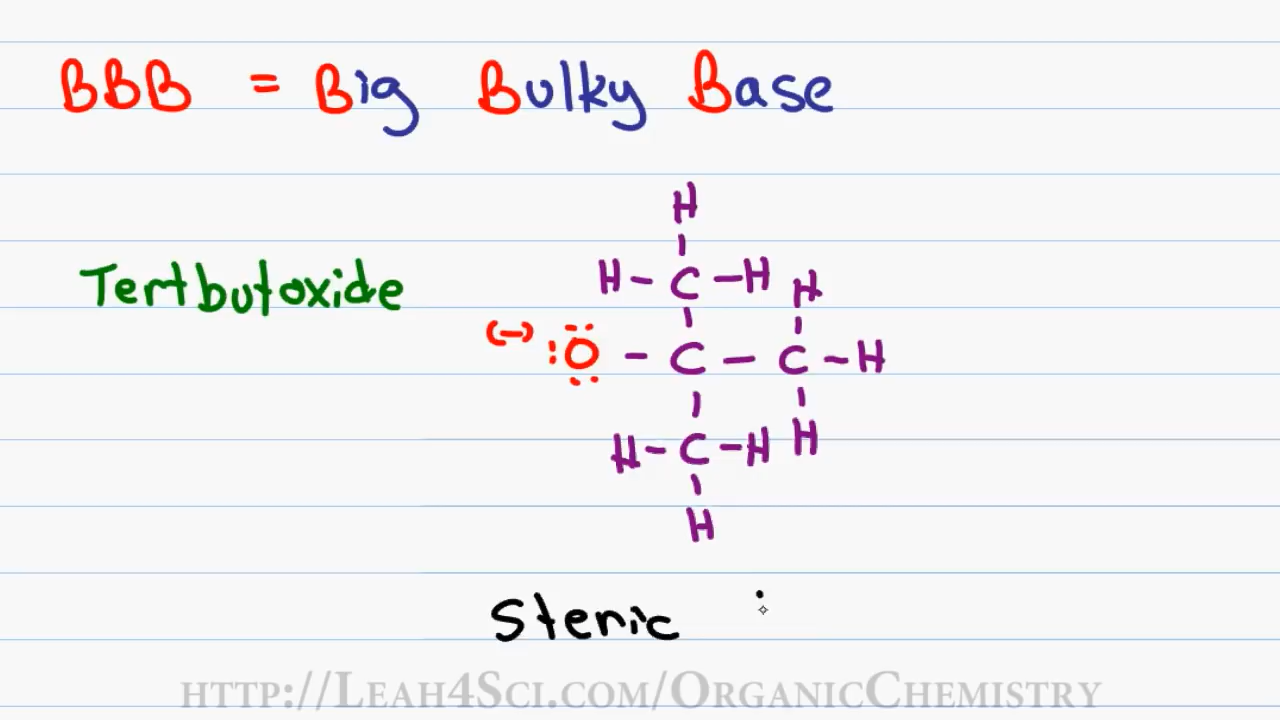 BBB = Big Bulky Base
H
Tertbutoxide
H-C-H H
(-) :O - C - C-H
H-C-H H
H
Steric
HTTP://LEAH4SCI.COM/ORGANICCHEMISTRY